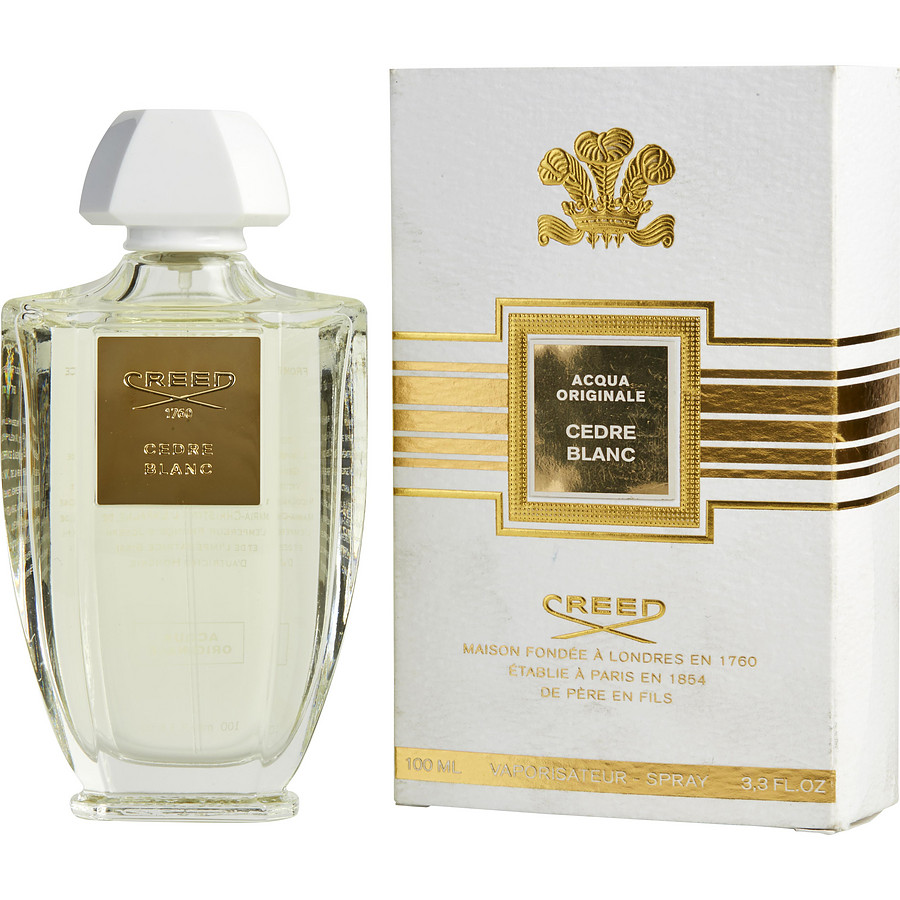 CREED
1760
CEDRE
BLANC
ACQUA
ORIGINALE
CEDRE
BLANC
CREED
MAISON FONDÉE À LONDRES EN 1760
ÉTABLIE À PARIS EN 1854
DE PÈRE EN FILS
100 ML VAPORISATEUR - SPRAY 3,3 FL.OZ